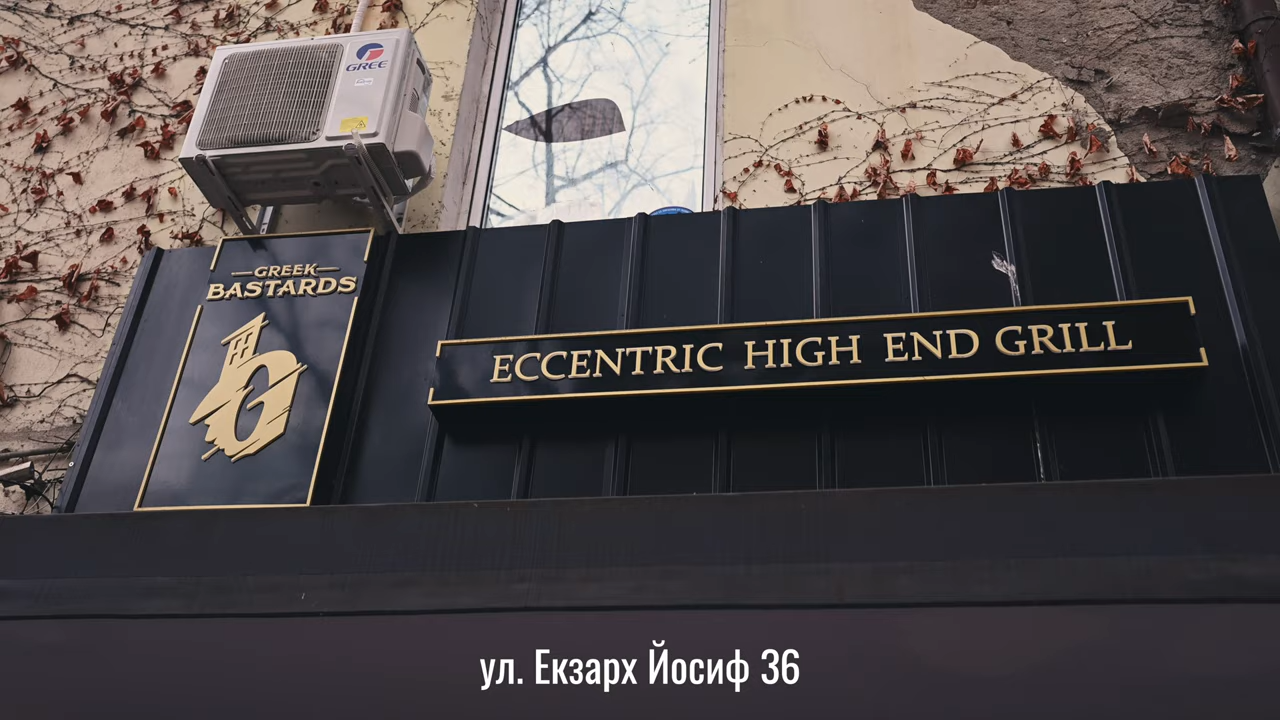 GREE
GREEK
BASTARDS
G
ECCENTRIC HIGH END GRILL
ул. Екзарх Йосиф 36